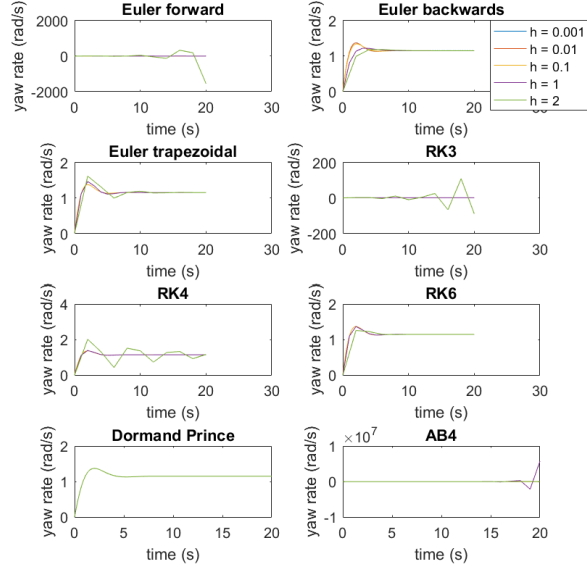 Euler forward
yaw rate (rad/s)
2000
0
-2000
0
10
20
30
time (s)
Euler backwards
yaw rate (rad/s)
2
1
0
0
10
20
30
time (s)
h = 0.001
h = 0.01
h = 0.1
h = 1
h = 2
Euler trapezoidal
yaw rate (rad/s)
2
1
0
0
10
20
30
time (s)
RK3
yaw rate (rad/s)
200
0
-200
0
10
20
30
time (s)
RK4
yaw rate (rad/s)
4
2
0
0
10
20
30
time (s)
RK6
yaw rate (rad/s)
2
1
0
0
10
20
30
time (s)
Dormand Prince
yaw rate (rad/s)
2
1
0
0
5
10
15
20
time (s)
AB4
×10^7
yaw rate (rad/s)
1
0
-1
0
5
10
15
20
time (s)